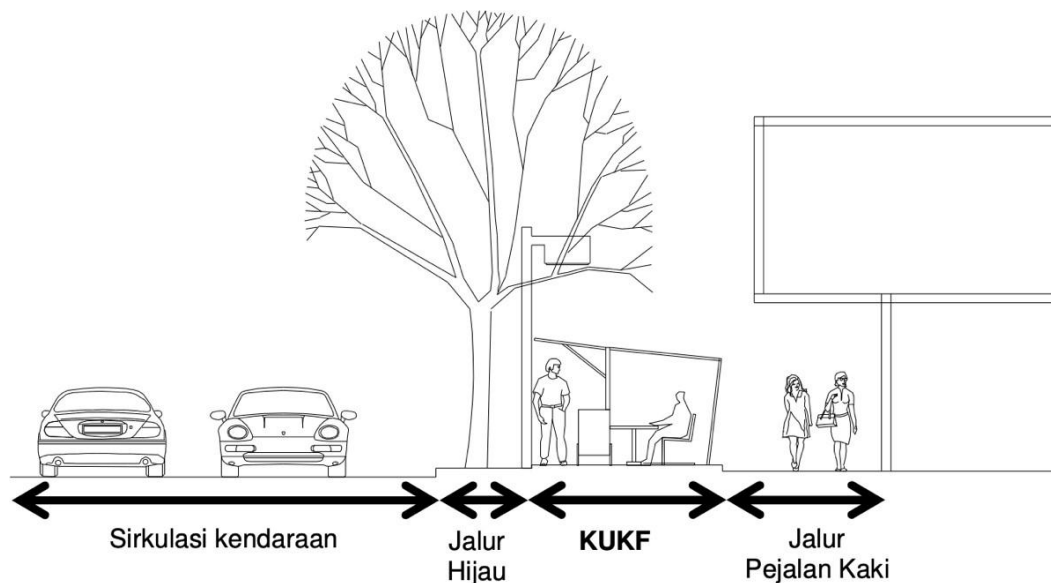 Sirkulasi kendaraan
Jalur
Hijau
KUKF
Jalur
Pejalan Kaki